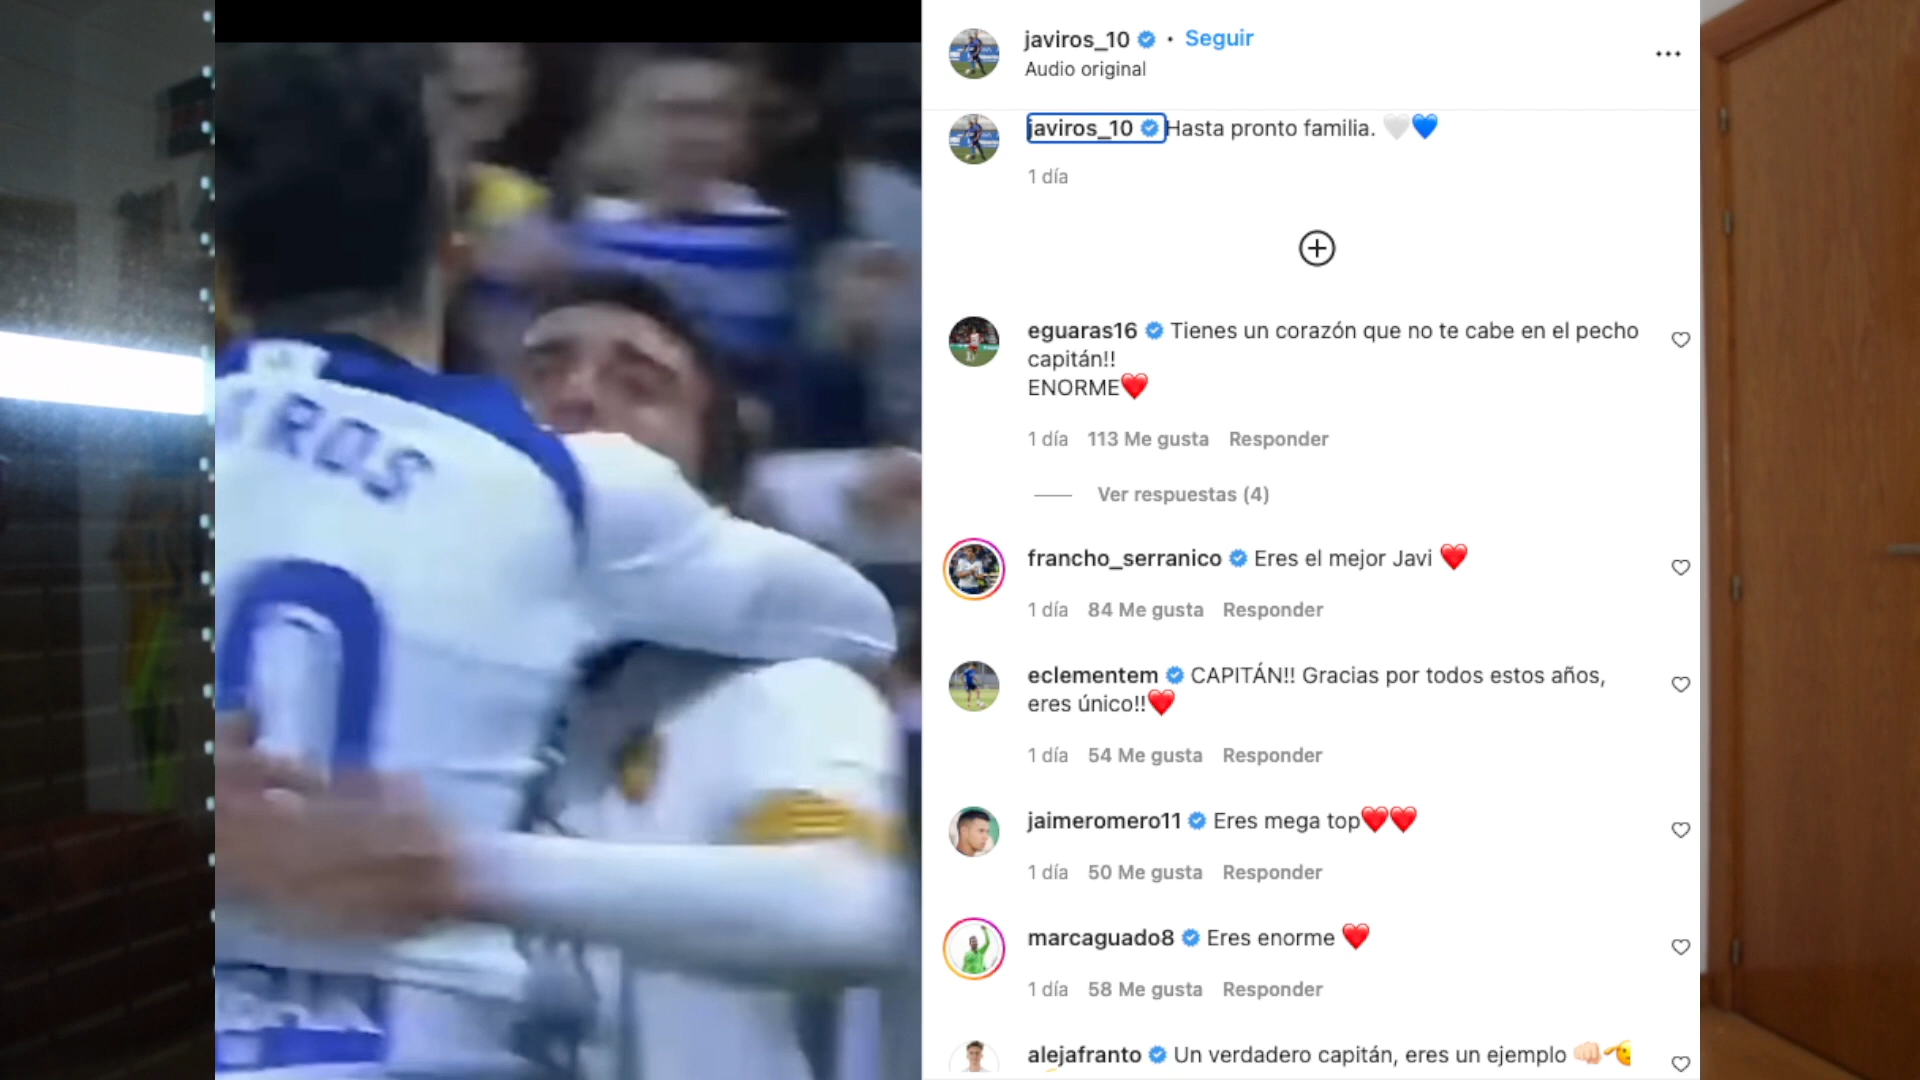 javiros_10 • Seguir
Audio original
javiros_10 Hasta pronto familia. 🤍💙
1 día
eguaras16 Tienes un corazón que no te cabe en el pecho
capitán!!
ENORME❤️
1 día 113 Me gusta Responder
Ver respuestas (4)
francho_serranico Eres el mejor Javi ❤️
1 día 84 Me gusta Responder
eclementem CAPITÁN!! Gracias por todos estos años,
eres único!!❤️
1 día 54 Me gusta Responder
jaimeromero11 Eres mega top❤️❤️
1 día 50 Me gusta Responder
marcaguado8 Eres enorme ❤️
1 día 58 Me gusta Responder
alejafranto Un verdadero capitán, eres un ejemplo 👊🏻🫡
ROS
0